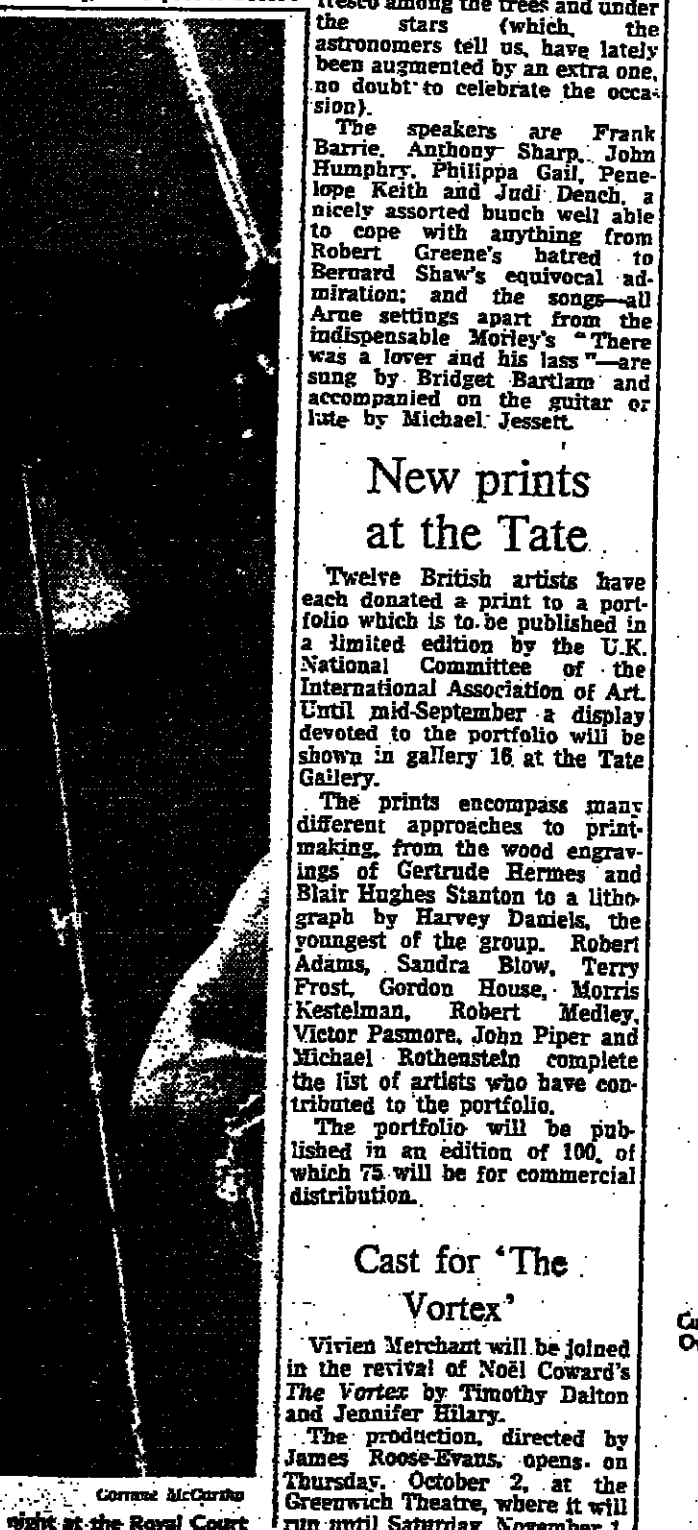 fresco among the trees and under
the stars (which, the
astronomers tell us, have lately
been augmented by an extra one,
no doubt to celebrate the occa-
sion).
The speakers are Frank
Barrie, Anthony Sharp, John
Humphry, Philippa Gail, Pene-
lope Keith and Judi Dench, a
nicely assorted bunch well able
to cope with anything from
Robert Greene's hatred to
Bernard Shaw's equivocal ad-
miration; and the songs—all
Arne settings apart from the
indispensable Morley's "There
was a lover and his lass"—are
sung by Bridget Bartlam and
accompanied on the guitar or
lute by Michael Jessett.
New prints
at the Tate
Twelve British artists have
each donated a print to a port-
folio which is to be published in
a limited edition by the U.K.
National Committee of the
International Association of Art.
Until mid-September a display
devoted to the portfolio will be
shown in gallery 16 at the Tate
Gallery.
The prints encompass many
different approaches to print-
making, from the wood engrav-
ings of Gertrude Hermes and
Blair Hughes Stanton to a litho-
graph by Harvey Daniels, the
youngest of the group. Robert
Adams, Sandra Blow, Terry
Frost, Gordon House, Morris
Kestelman, Robert Medley,
Victor Pasmore, John Piper and
Michael Rothenstein complete
the list of artists who have con-
tributed to the portfolio.
The portfolio will be pub-
lished in an edition of 100, of
which 75 will be for commercial
distribution.
Cast for 'The
Vortex'
Vivien Merchant will be joined
in the revival of Noël Coward's
The Vortex by Timothy Dalton
and Jennifer Hilary.
The production, directed by
James Roose-Evans, opens on
Thursday, October 2, at the
Greenwich Theatre, where it will
run until Saturday, November
night at the Royal Court